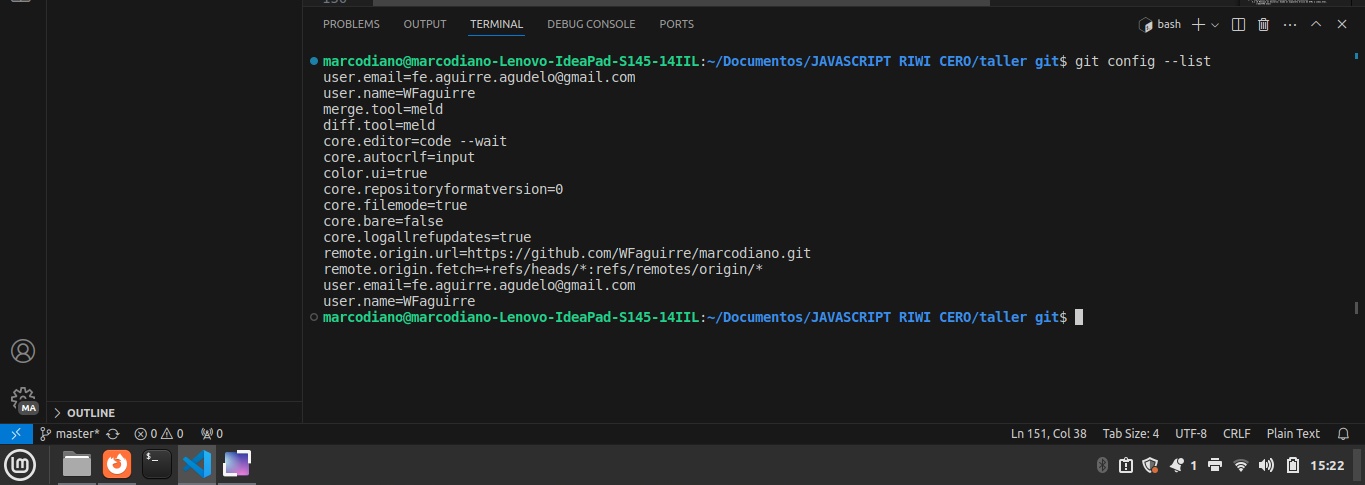 PROBLEMS OUTPUT TERMINAL DEBUG CONSOLE PORTS bash
marcodiano@marcodiano-Lenovo-IdeaPad-S145-14IIL:~/Documentos/JAVASCRIPT RIWI CERO/taller git$ git config --list
user.email=fe.aguirre.agudelo@gmail.com
user.name=WFaguirre
merge.tool=meld
diff.tool=meld
core.editor=code --wait
core.autocrlf=input
color.ui=true
core.repositoryformatversion=0
core.filemode=true
core.bare=false
core.logallrefupdates=true
remote.origin.url=https://github.com/WFaguirre/marcodiano.git
remote.origin.fetch=+refs/heads/*:refs/remotes/origin/*
user.email=fe.aguirre.agudelo@gmail.com
user.name=WFaguirre
marcodiano@marcodiano-Lenovo-IdeaPad-S145-14IIL:~/Documentos/JAVASCRIPT RIWI CERO/taller git$
MA
OUTLINE
master* 0 0 0 Ln 151, Col 38 Tab Size: 4 UTF-8 CRLF Plain Text
1 15:22